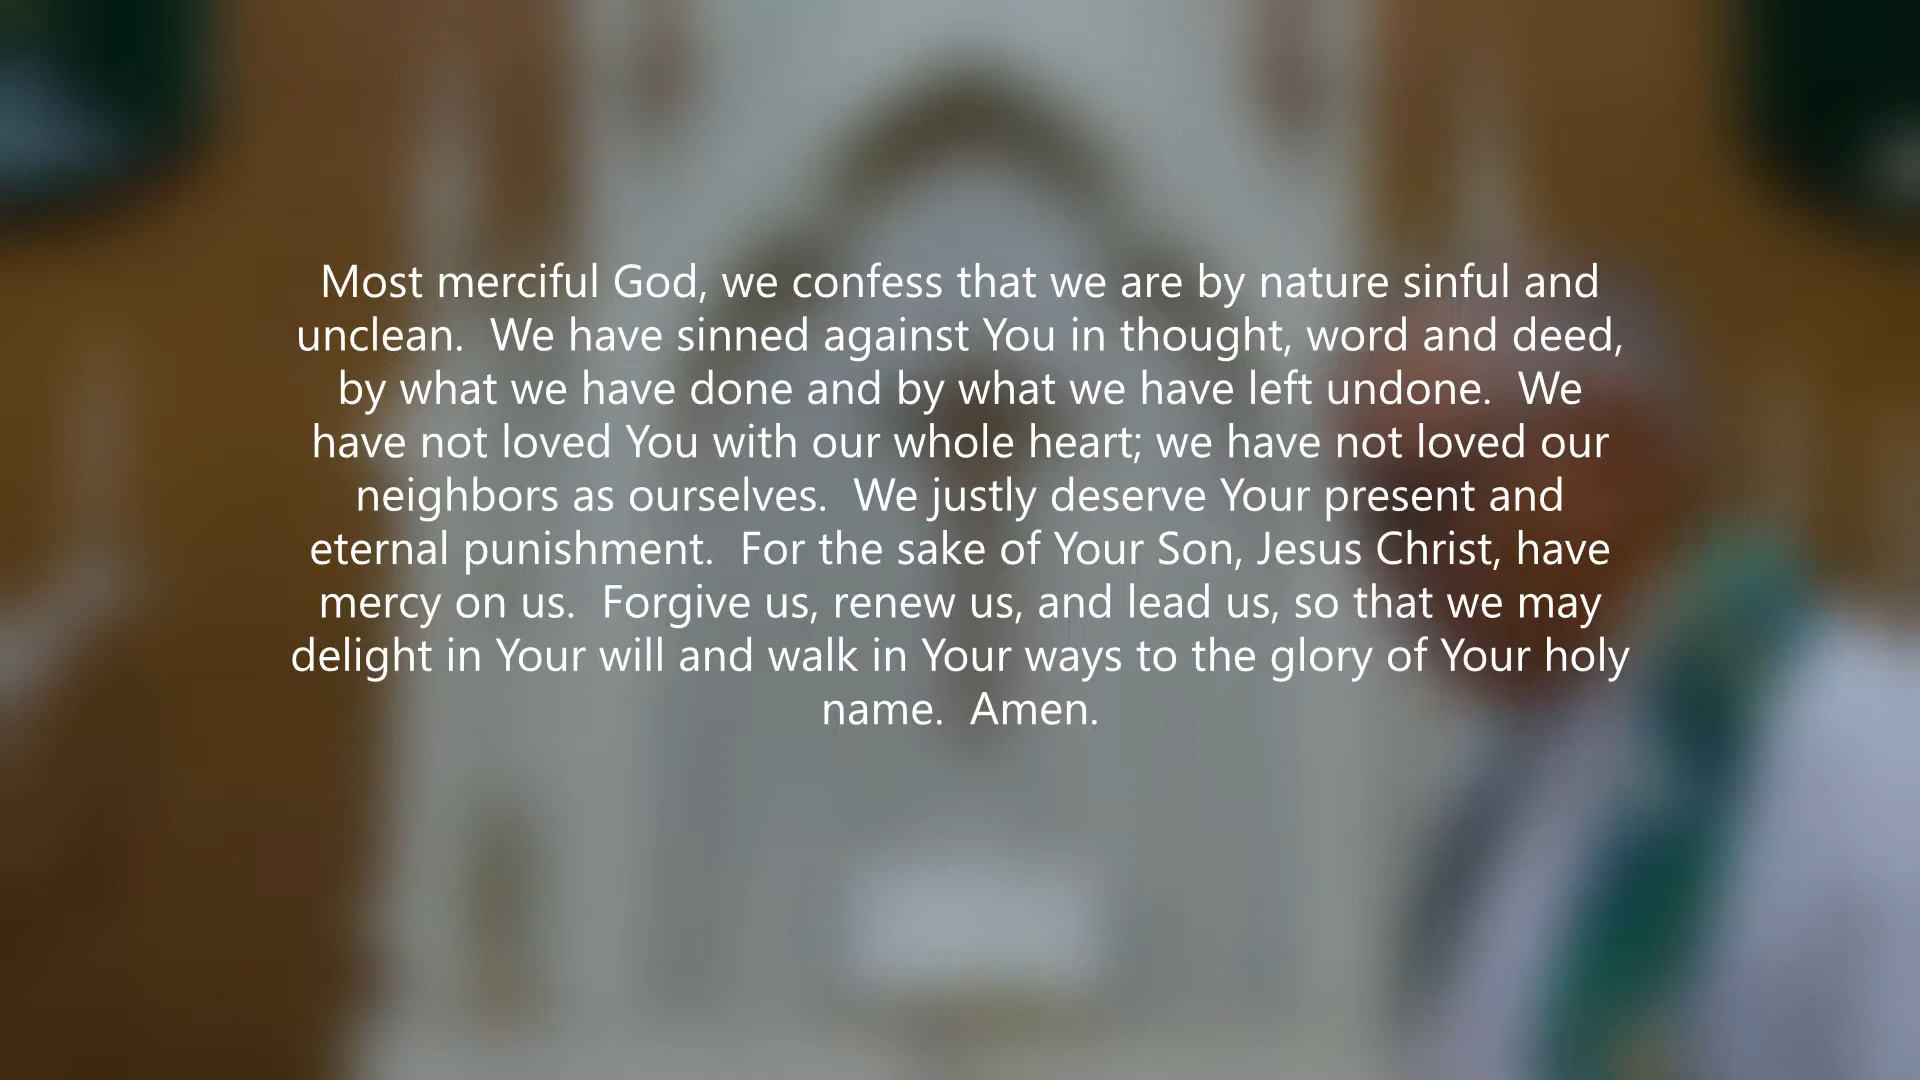 Most merciful God, we confess that we are by nature sinful and
unclean.  We have sinned against You in thought, word and deed,
by what we have done and by what we have left undone.  We
have not loved You with our whole heart; we have not loved our
neighbors as ourselves.  We justly deserve Your present and
eternal punishment.  For the sake of Your Son, Jesus Christ, have
mercy on us.  Forgive us, renew us, and lead us, so that we may
delight in Your will and walk in Your ways to the glory of Your holy
name.  Amen.